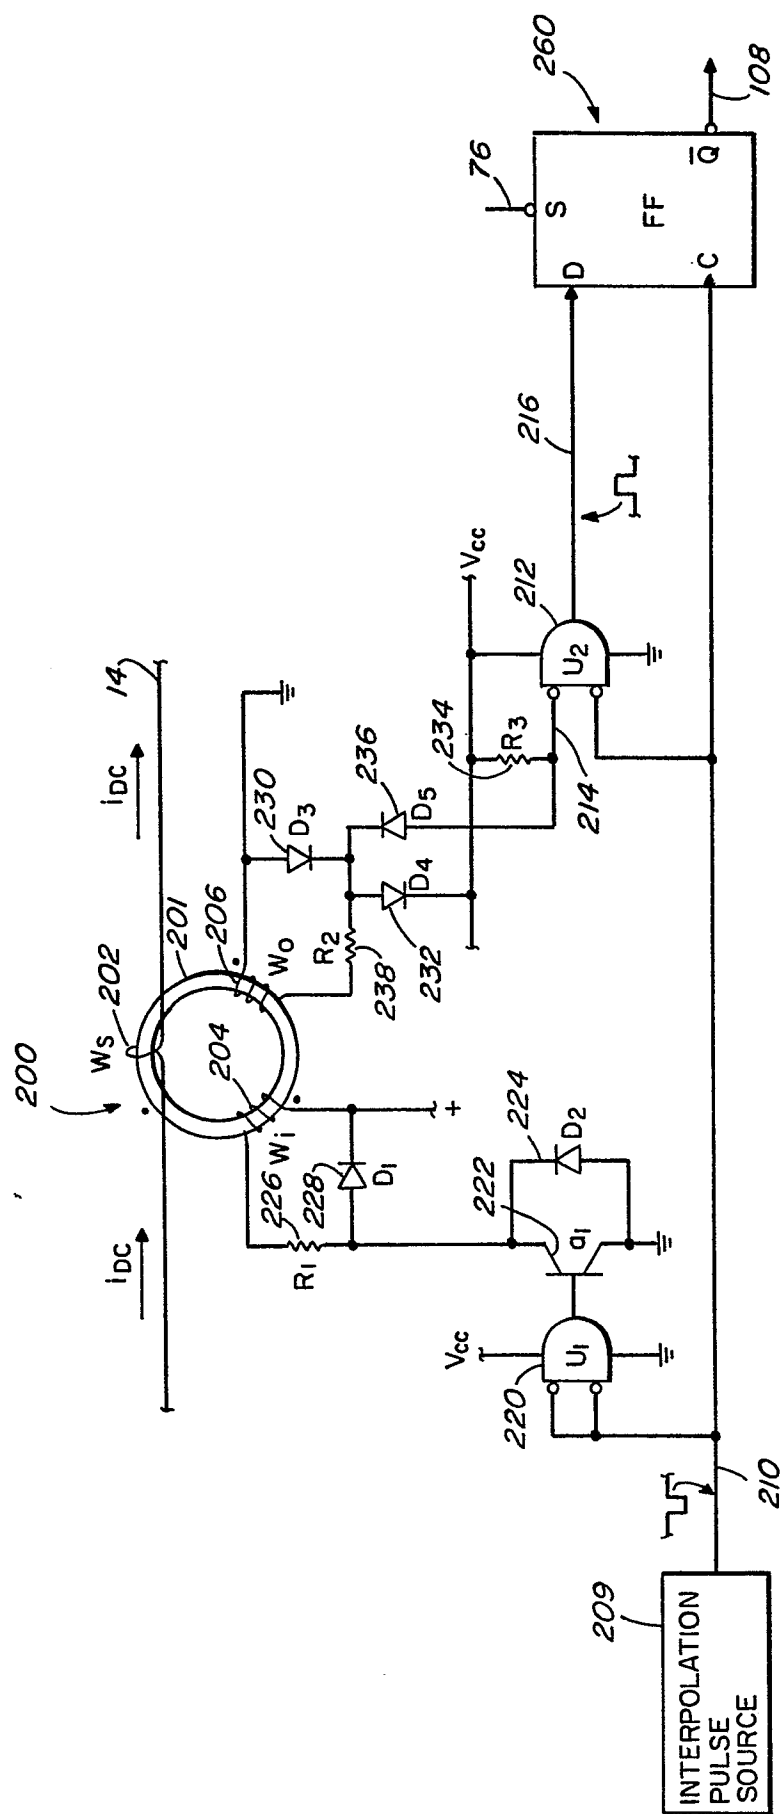 200
WS
202
iDC
iDC
14
201
206
WO
204
Wi
226
R1
228
D1
+
R2
238
230
D3
232
D4
236
D5
VCC
234
R3
214
212
U2
216
76
S
D
FF
C
Q̅
260
108
224
D2
222
Q1
VCC
220
U1
210
209
INTERPOLATION
PULSE
SOURCE